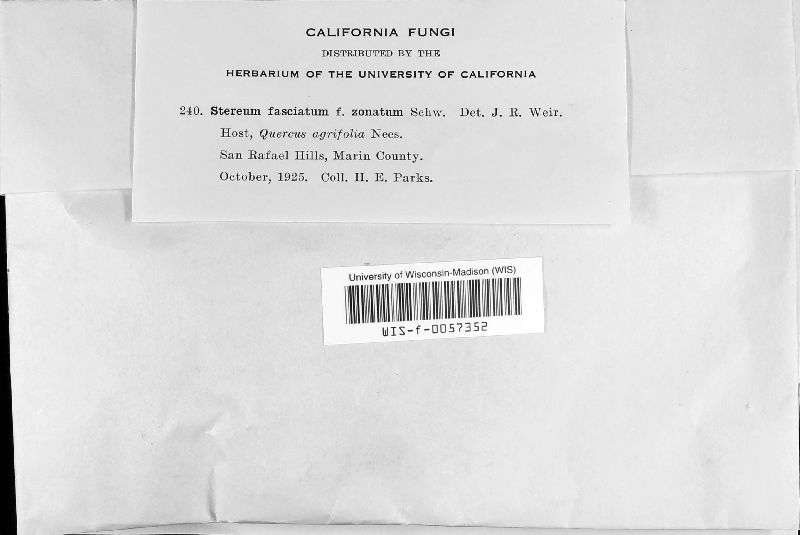 CALIFORNIA FUNGI
DISTRIBUTED BY THE
HERBARIUM OF THE UNIVERSITY OF CALIFORNIA
240. Stereum fasciatum f. zonatum Schw. Det. J. R. Weir.
Host, Quercus agrifolia Nees.
San Rafael Hills, Marin County.
October, 1925. Coll. H. E. Parks.
University of Wisconsin-Madison (WIS)
WIS-f-0057352